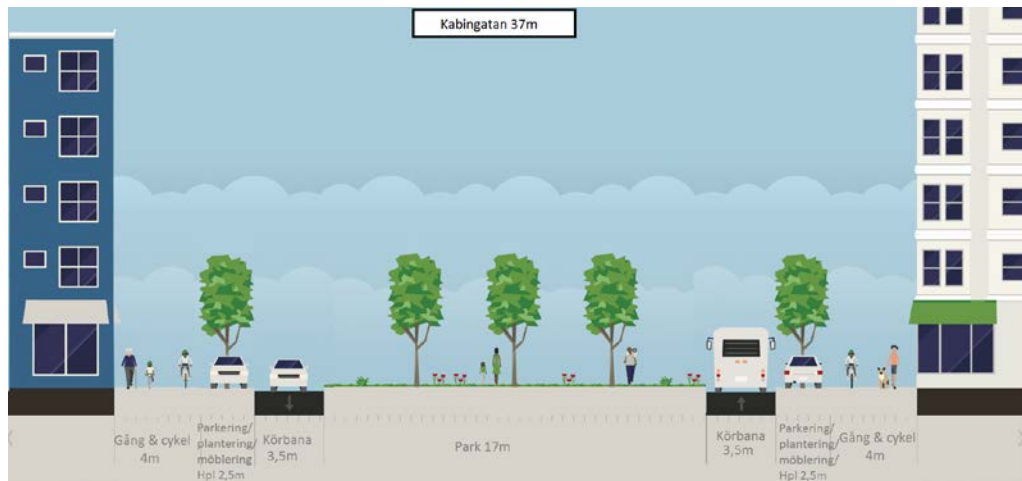 Kabingatan 37m
Gång & cykel
4m
Parkering/
plantering/
möblering
Hpl 2,5m
Körbana
3,5m
Park 17m
Körbana
3,5m
Parkering/
plantering/
möblering/
Hpl 2,5m
Gång & cykel
4m